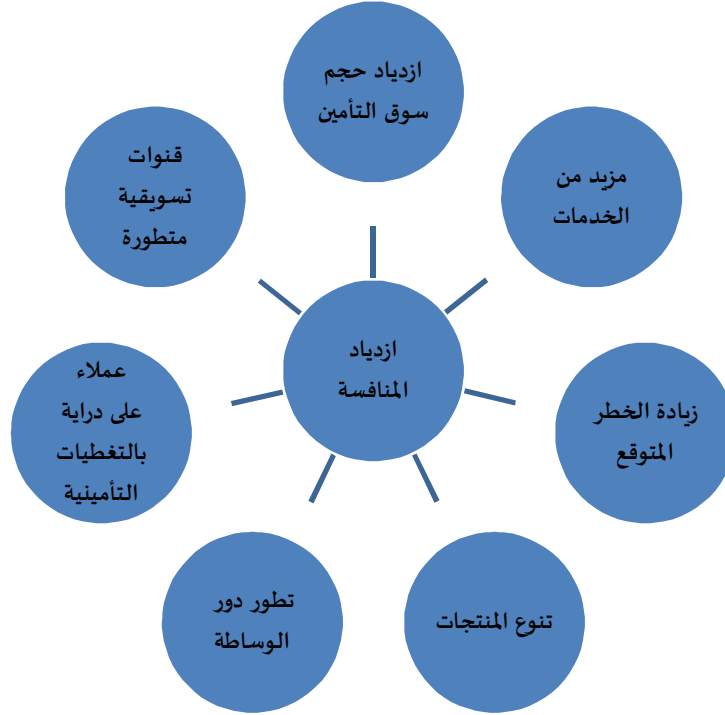 ازدياد حجم
سوق التأمين
مزيد من
الخدمات
زيادة الخطر
المتوقع
تنوع المنتجات
تطور دور
الوساطة
عملاء
على دراية
بالتغطيات
التأمينية
قنوات
تسويقية
متطورة
ازدياد
المنافسة